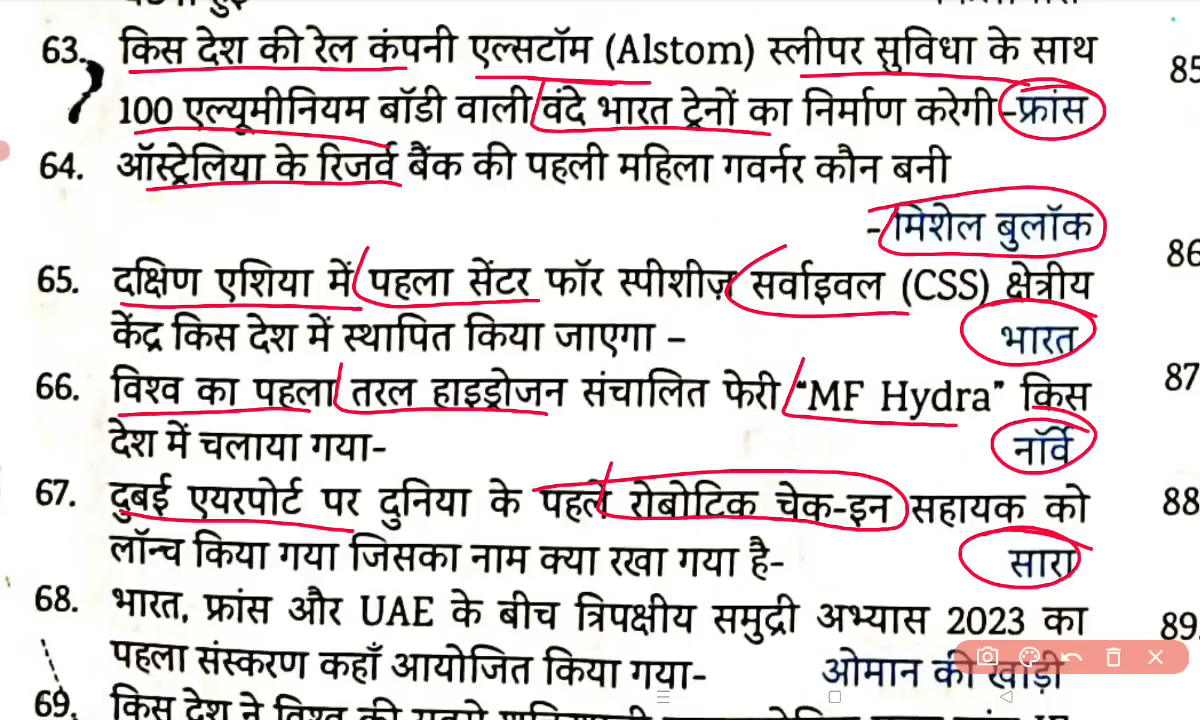 63. किस देश की रेल कंपनी एल्सटॉम (Alstom) स्लीपर सुविधा के साथ
100 एल्यूमीनियम बॉडी वाली वंदे भारत ट्रेनों का निर्माण करेगी -फ्रांस
64. ऑस्ट्रेलिया के रिजर्व बैंक की पहली महिला गवर्नर कौन बनी
-मिशेल बुलॉक
65. दक्षिण एशिया में पहला सेंटर फॉर स्पीशीज़ सर्वाइवल (CSS) क्षेत्रीय
केंद्र किस देश में स्थापित किया जाएगा – भारत
66. विश्व का पहला तरल हाइड्रोजन संचालित फेरी "MF Hydra" किस
देश में चलाया गया- नॉर्वे
67. दुबई एयरपोर्ट पर दुनिया के पहले रोबोटिक चेक-इन सहायक को
लॉन्च किया गया जिसका नाम क्या रखा गया है- सारा
68. भारत, फ्रांस और UAE के बीच त्रिपक्षीय समुद्री अभ्यास 2023 का
पहला संस्करण कहाँ आयोजित किया गया- ओमान की खाड़ी
69. किस देश ने विश्व की
85
86
87
88
89.